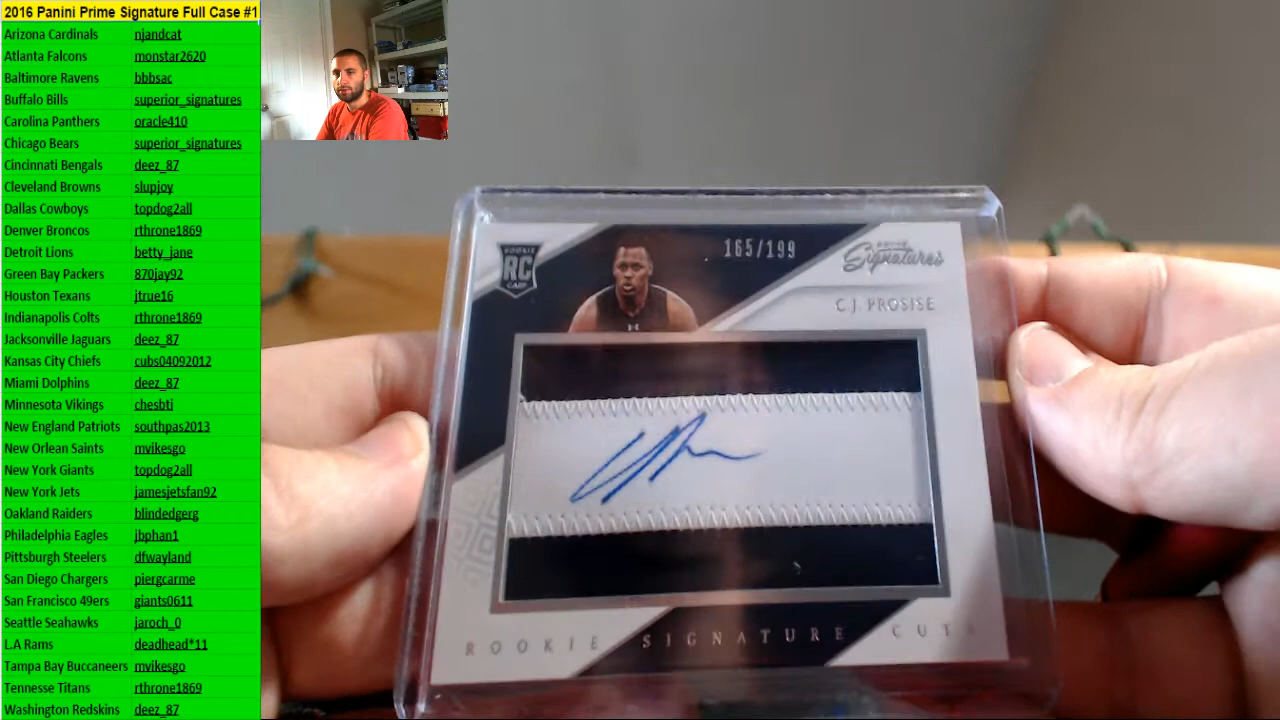 2016 Panini Prime Signature Full Case #1
Arizona Cardinals njandcat
Atlanta Falcons monstar2620
Baltimore Ravens bbbsac
Buffalo Bills superior_signatures
Carolina Panthers oracle410
Chicago Bears superior_signatures
Cincinnati Bengals deez_87
Cleveland Browns slupjoy
Dallas Cowboys topdog2all
Denver Broncos rthrone1869
Detroit Lions betty_jane
Green Bay Packers 870jay92
Houston Texans jtrue16
Indianapolis Colts rthrone1869
Jacksonville Jaguars deez_87
Kansas City Chiefs cubs04092012
Miami Dolphins deez_87
Minnesota Vikings chesbti
New England Patriots southpas2013
New Orlean Saints mvikesgo
New York Giants topdog2all
New York Jets jamesjetsfan92
Oakland Raiders blindedgerg
Philadelphia Eagles jbphan1
Pittsburgh Steelers dfwayland
San Diego Chargers piergcarme
San Francisco 49ers giants0611
Seattle Seahawks jaroch_0
L.A Rams deadhead*11
Tampa Bay Buccaneers mvikesgo
Tennesse Titans rthrone1869
Washington Redskins deez_87
ROOKIE
RC
CARD
165/199
PRIME
Signatures
C.J. PROSISE
ROOKIE SIGNATURE CUTS